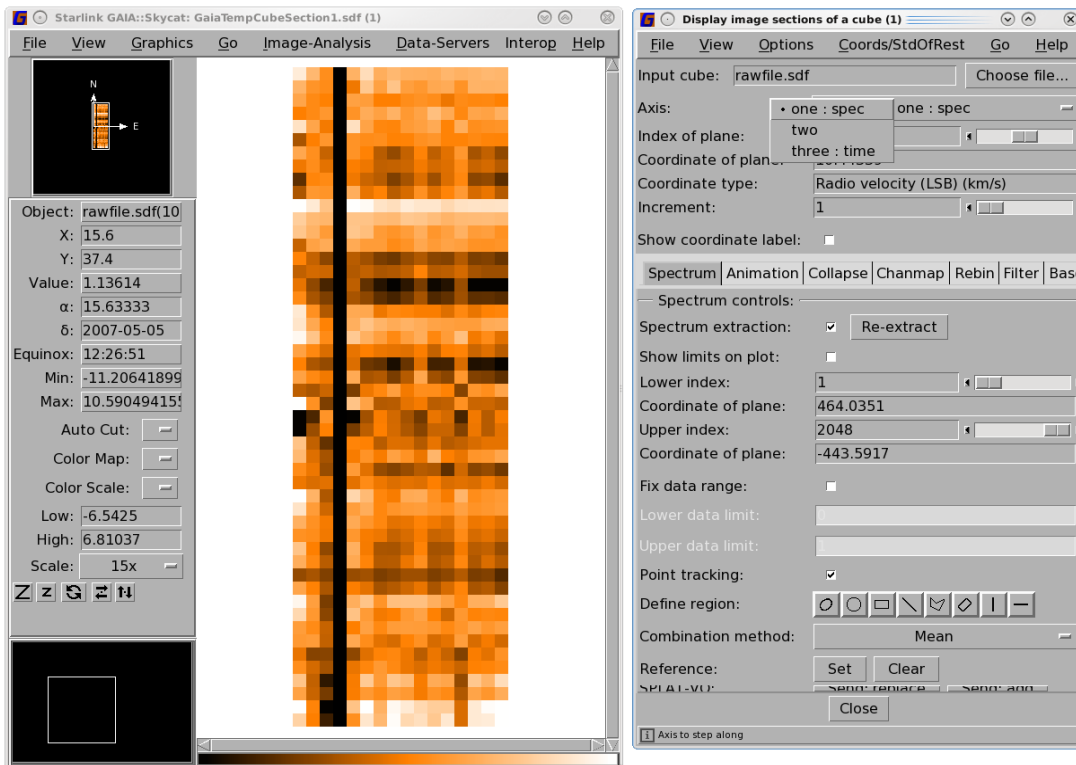 Starlink GAIA::Skycat: GaiaTempCubeSection1.sdf (1)
File View Graphics Go Image-Analysis Data-Servers Interop Help
N
E
Object: rawfile.sdf(10
X: 15.6
Y: 37.4
Value: 1.13614
α: 15.63333
δ: 2007-05-05
Equinox: 12:26:51
Min: -11.20641899
Max: 10.590494155
Auto Cut:
Color Map:
Color Scale:
Low: -6.5425
High: 6.81037
Scale: 15x
Z z
Display image sections of a cube (1)
File View Options Coords/StdOfRest Go Help
Input cube: rawfile.sdf Choose file...
Axis: one : spec one : spec
two
three : time
Index of plane:
Coordinate of plane:
Coordinate type: Radio velocity (LSB) (km/s)
Increment: 1
Show coordinate label:
Spectrum Animation Collapse Chanmap Rebin Filter Bas
Spectrum controls:
Spectrum extraction: Re-extract
Show limits on plot:
Lower index: 1
Coordinate of plane: 464.0351
Upper index: 2048
Coordinate of plane: -443.5917
Fix data range:
Lower data limit:
Upper data limit:
Point tracking:
Define region:
Combination method: Mean
Reference: Set Clear
SPLAT-VO: Send: replace Send: add
Close
Axis to step along